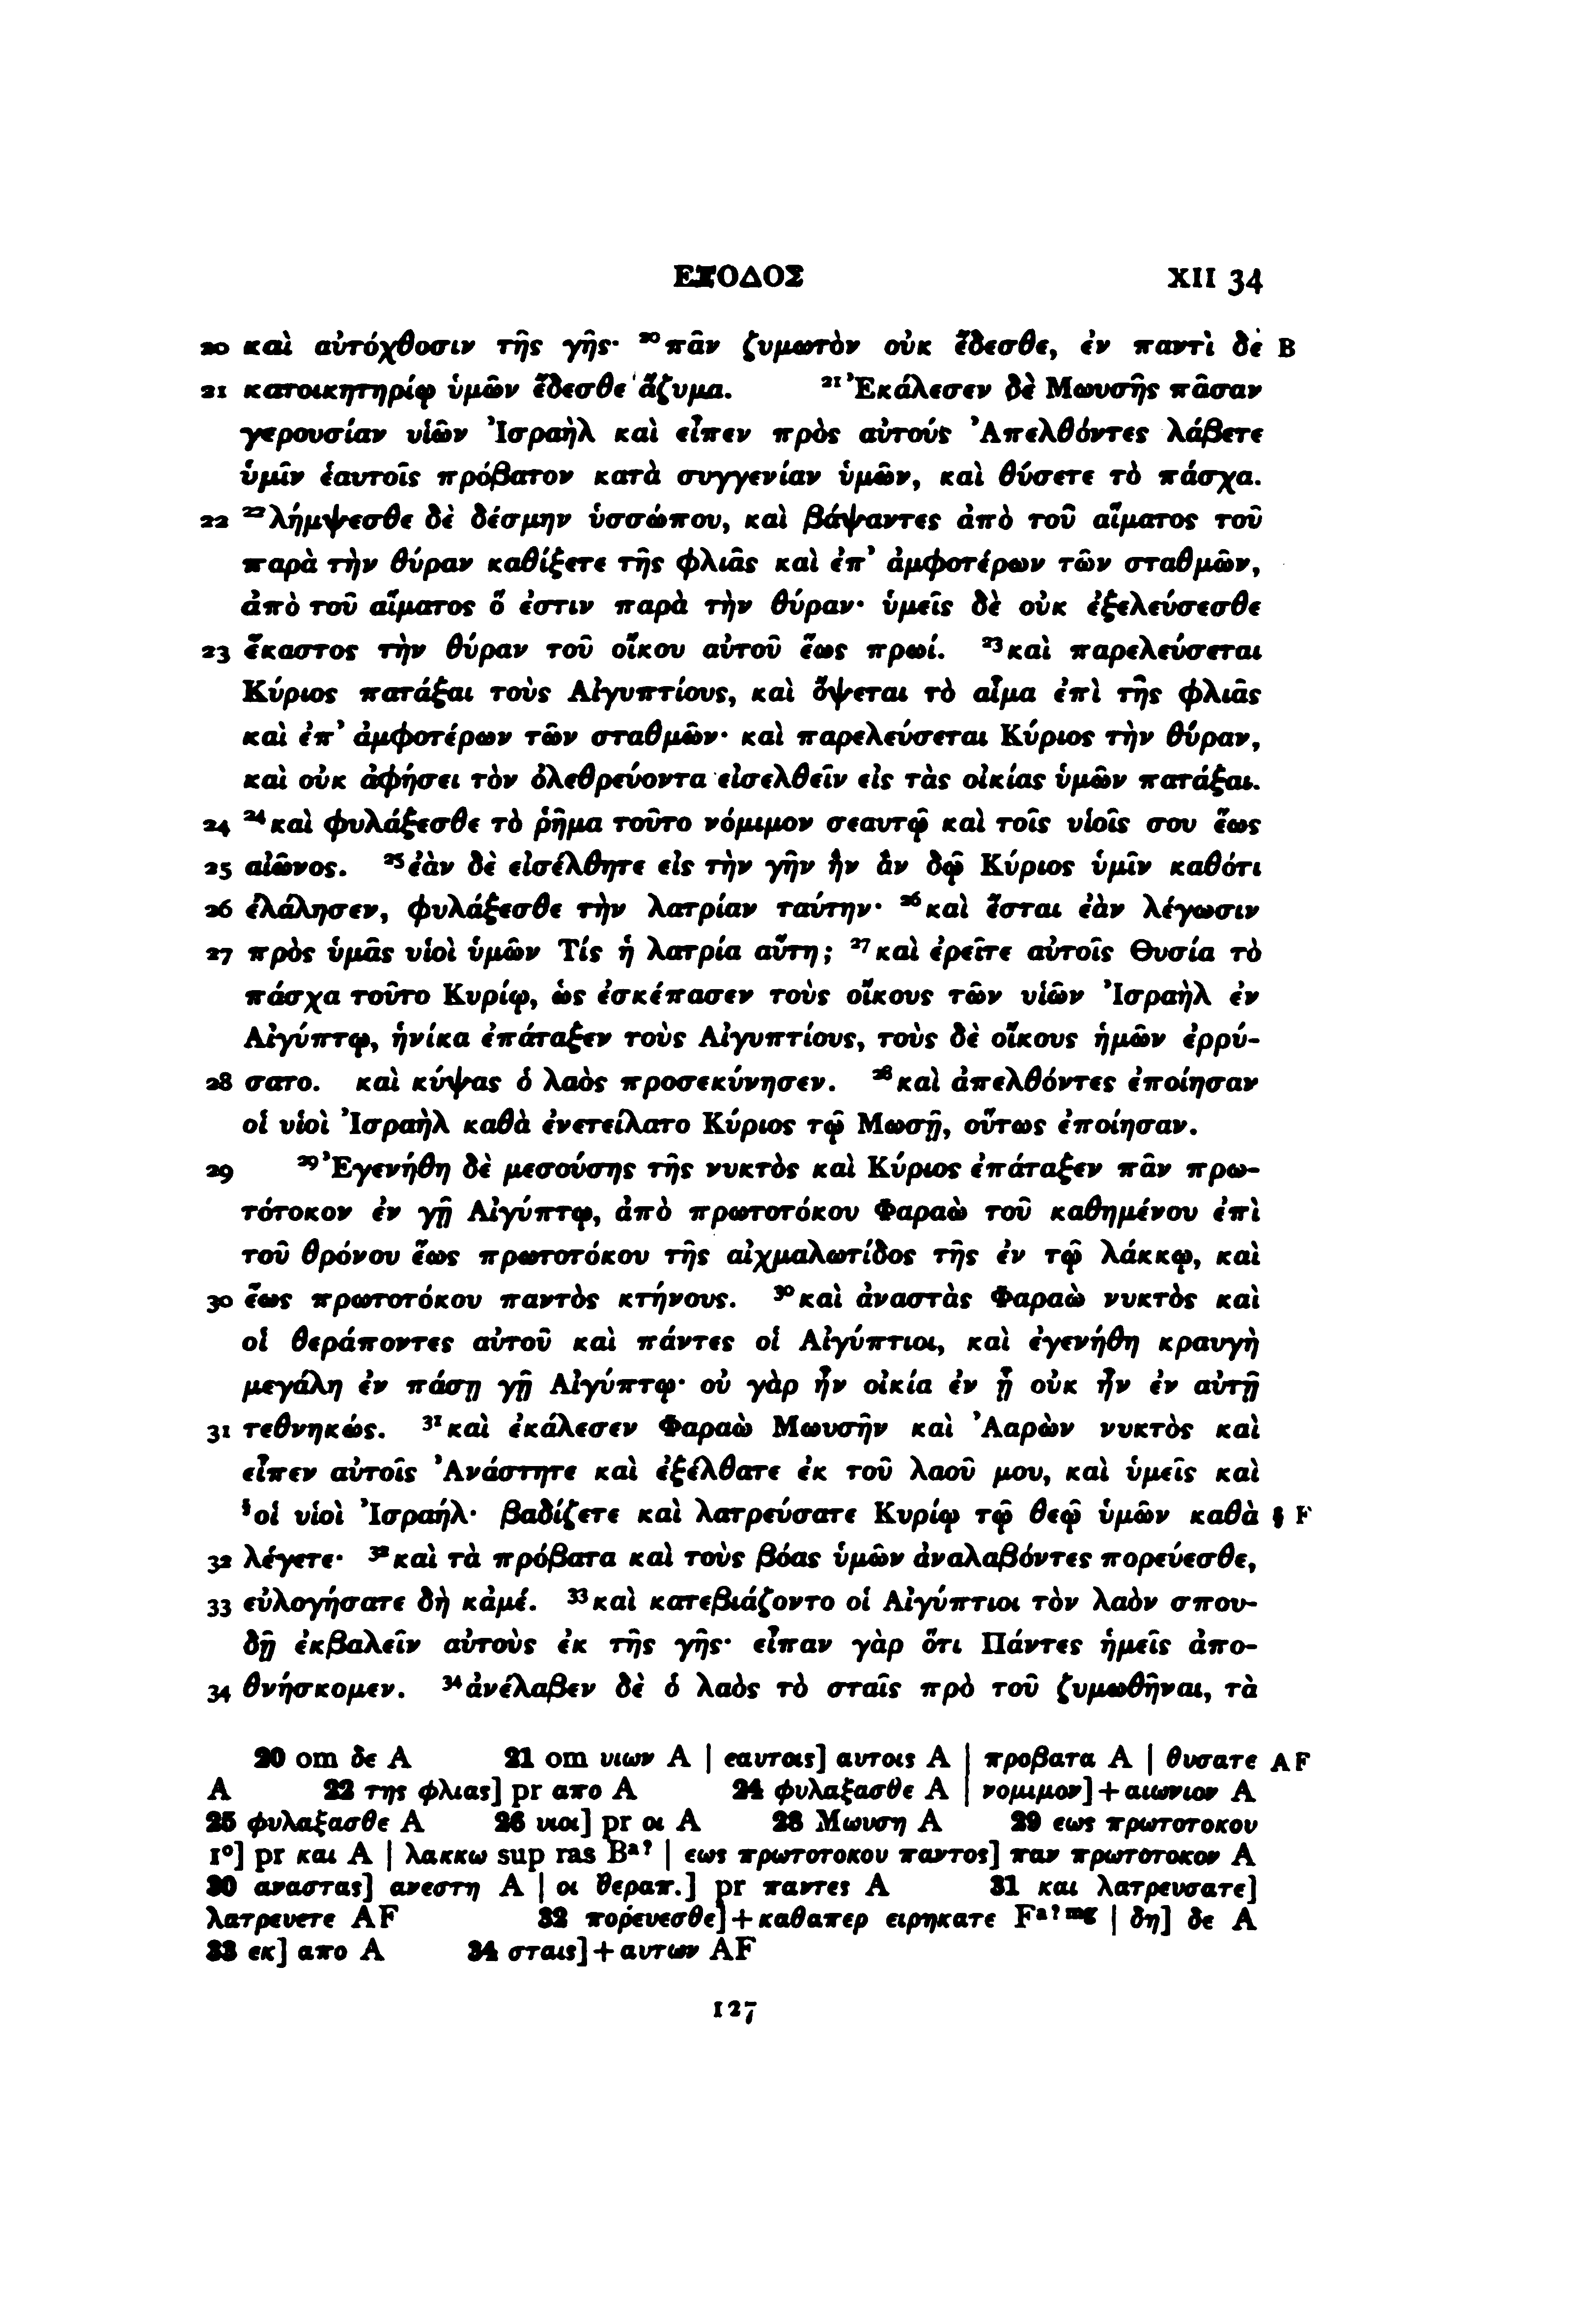 ΕΞΟΔΟΣ XII 34
20 καὶ αὐτόχθοσιν τῆς γῆς· ²⁰πᾶν ζυμωτὸν οὐκ ἔδεσθε, ἐν παντὶ δὲ B
21 κατοικητηρίῳ ὑμῶν ἔδεσθε ἄζυμα. ²¹Ἐκάλεσεν δὲ Μωυσῆς πᾶσαν
γερουσίαν υἱῶν Ἰσραὴλ καὶ εἶπεν πρὸς αὐτούς Ἀπελθόντες λάβετε
ὑμῖν ἑαυτοῖς πρόβατον κατὰ συγγενίαν ὑμῶν, καὶ θύσετε τὸ πάσχα.
22 ²²λήμψεσθε δὲ δέσμην ὑσσώπου, καὶ βάψαντες ἀπὸ τοῦ αἵματος τοῦ
παρὰ τὴν θύραν καθίξετε τῆς φλιᾶς καὶ ἐπ᾽ ἀμφοτέρων τῶν σταθμῶν,
ἀπὸ τοῦ αἵματος ὅ ἐστιν παρὰ τὴν θύραν· ὑμεῖς δὲ οὐκ ἐξελεύσεσθε
23 ἕκαστος τὴν θύραν τοῦ οἴκου αὐτοῦ ἕως πρωί. ²³καὶ παρελεύσεται
Κύριος πατάξαι τοὺς Αἰγυπτίους, καὶ ὄψεται τὸ αἷμα ἐπὶ τῆς φλιᾶς
καὶ ἐπ᾽ ἀμφοτέρων τῶν σταθμῶν· καὶ παρελεύσεται Κύριος τὴν θύραν,
καὶ οὐκ ἀφήσει τὸν ὀλεθρεύοντα εἰσελθεῖν εἰς τὰς οἰκίας ὑμῶν πατάξαι.
24 ²⁴καὶ φυλάξεσθε τὸ ῥῆμα τοῦτο νόμιμον σεαυτῷ καὶ τοῖς υἱοῖς σου ἕως
25 αἰῶνος. ²⁵ἐὰν δὲ εἰσέλθητε εἰς τὴν γῆν ἣν ἂν δῷ Κύριος ὑμῖν καθότι
26 ἐλάλησεν, φυλάξεσθε τὴν λατρίαν ταύτην· ²⁶καὶ ἔσται ἐὰν λέγωσιν
27 πρὸς ὑμᾶς υἱοὶ ὑμῶν Τίς ἡ λατρία αὕτη; ²⁷καὶ ἐρεῖτε αὐτοῖς Θυσία τὸ
πάσχα τοῦτο Κυρίῳ, ὡς ἐσκέπασεν τοὺς οἴκους τῶν υἱῶν Ἰσραὴλ ἐν
Αἰγύπτῳ, ἡνίκα ἐπάταξεν τοὺς Αἰγυπτίους, τοὺς δὲ οἴκους ἡμῶν ἐρρύ-
28 σατο. καὶ κύψας ὁ λαὸς προσεκύνησεν. ²⁸καὶ ἀπελθόντες ἐποίησαν
οἱ υἱοὶ Ἰσραὴλ καθὰ ἐνετείλατο Κύριος τῷ Μωσῇ, οὕτως ἐποίησαν.
29 ²⁹Ἐγενήθη δὲ μεσούσης τῆς νυκτὸς καὶ Κύριος ἐπάταξεν πᾶν πρω-
τότοκον ἐν γῇ Αἰγύπτῳ, ἀπὸ πρωτοτόκου Φαραὼ τοῦ καθημένου ἐπὶ
τοῦ θρόνου ἕως πρωτοτόκου τῆς αἰχμαλωτίδος τῆς ἐν τῷ λάκκῳ, καὶ
30 ἕως πρωτοτόκου παντὸς κτήνους. ³⁰καὶ ἀναστὰς Φαραὼ νυκτὸς καὶ
οἱ θεράποντες αὐτοῦ καὶ πάντες οἱ Αἰγύπτιοι, καὶ ἐγενήθη κραυγὴ
μεγάλη ἐν πάσῃ γῇ Αἰγύπτῳ· οὐ γὰρ ἦν οἰκία ἐν ᾗ οὐκ ἦν ἐν αὐτῇ
31 τεθνηκώς. ³¹καὶ ἐκάλεσεν Φαραὼ Μωυσῆν καὶ Ἀαρὼν νυκτὸς καὶ
εἶπεν αὐτοῖς Ἀνάστητε καὶ ἐξέλθατε ἐκ τοῦ λαοῦ μου, καὶ ὑμεῖς καὶ
§οἱ υἱοὶ Ἰσραήλ· βαδίζετε καὶ λατρεύσατε Κυρίῳ τῷ θεῷ ὑμῶν καθὰ § F
32 λέγετε· ³²καὶ τὰ πρόβατα καὶ τοὺς βόας ὑμῶν ἀναλαβόντες πορεύεσθε,
33 εὐλογήσατε δὴ κἀμέ. ³³καὶ κατεβιάζοντο οἱ Αἰγύπτιοι τὸν λαὸν σπου-
δῇ ἐκβαλεῖν αὐτοὺς ἐκ τῆς γῆς· εἶπαν γὰρ ὅτι Πάντες ἡμεῖς ἀπο-
34 θνήσκομεν. ³⁴ἀνέλαβεν δὲ ὁ λαὸς τὸ σταῖς πρὸ τοῦ ζυμωθῆναι, τὰ
20 om δε A 21 om υιων A | εαυτοις] αυτοις A | προβατα A | θυσατε A F
A 22 της φλιας] pr απο A 24 φυλαξασθε A | νομιμον]+αιωνιον A
25 φυλαξασθε A 26 υιοι] pr οι A 28 Μωυση A 29 εως πρωτοτοκου
1°] pr και A | λακκω sup ras Bᵃ? | εως πρωτοτοκου παντος] παν πρωτοτοκον A
30 αναστας] ανεστη A | οι θεραπ.] pr παντες A 31 και λατρευσατε]
λατρευετε AF 32 πορευεσθε]+καθαπερ ειρηκατε Fᵃ?ᵐᵍ | δη] δε A
33 εκ] απο A 34 σταις]+αυτων AF
127